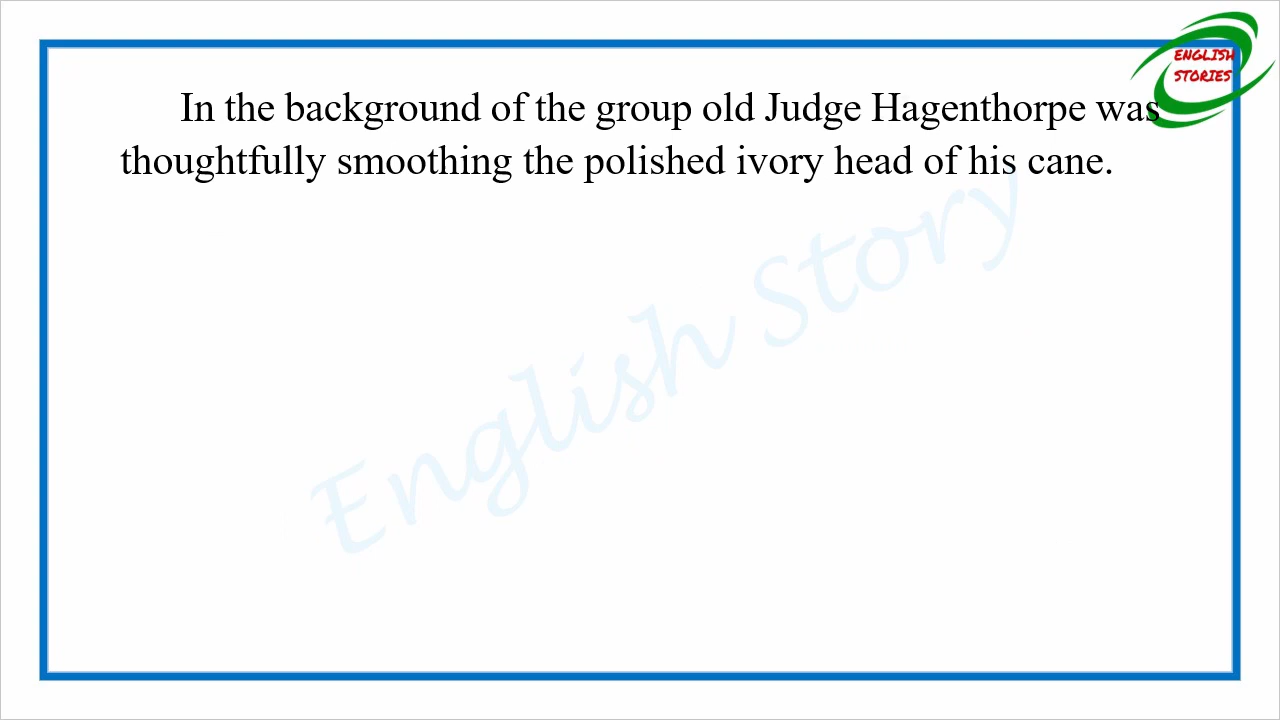 ENGLISH
STORIES
In the background of the group old Judge Hagenthorpe was
thoughtfully smoothing the polished ivory head of his cane.
English Story